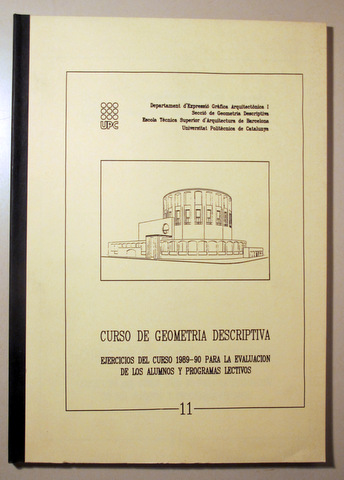 UPC
Departament d'Expressió Gràfica Arquitectònica I
Secció de Geometria Descriptiva
Escola Tècnica Superior d'Arquitectura de Barcelona
Universitat Politècnica de Catalunya
CURSO DE GEOMETRIA DESCRIPTIVA
EJERCICIOS DEL CURSO 1989-90 PARA LA EVALUACION
DE LOS ALUMNOS Y PROGRAMAS LECTIVOS
11